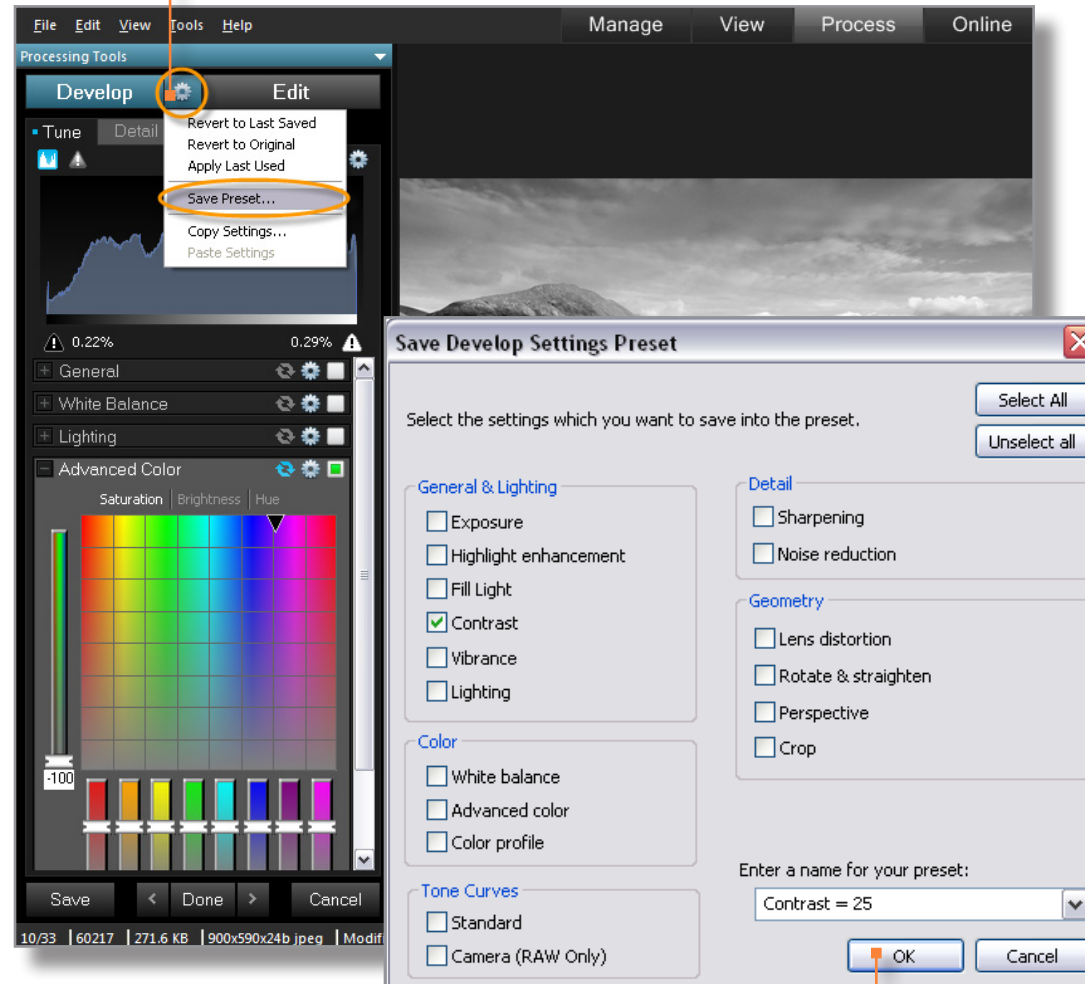 File Edit View Tools Help
Manage View Process Online
Processing Tools
Develop Edit
Tune Detail
Revert to Last Saved
Revert to Original
Apply Last Used
Save Preset...
Copy Settings...
Paste Settings
0.22% 0.29%
General
White Balance
Lighting
Advanced Color
Saturation Brightness Hue
-100
Save < Done > Cancel
10/33 60217 271.6 KB 900x590x24b jpeg Modifi
Save Develop Settings Preset
Select the settings which you want to save into the preset.
Select All
Unselect all
General & Lighting
Exposure
Highlight enhancement
Fill Light
Contrast
Vibrance
Lighting
Color
White balance
Advanced color
Color profile
Tone Curves
Standard
Camera (RAW Only)
Detail
Sharpening
Noise reduction
Geometry
Lens distortion
Rotate & straighten
Perspective
Crop
Enter a name for your preset:
Contrast = 25
OK Cancel